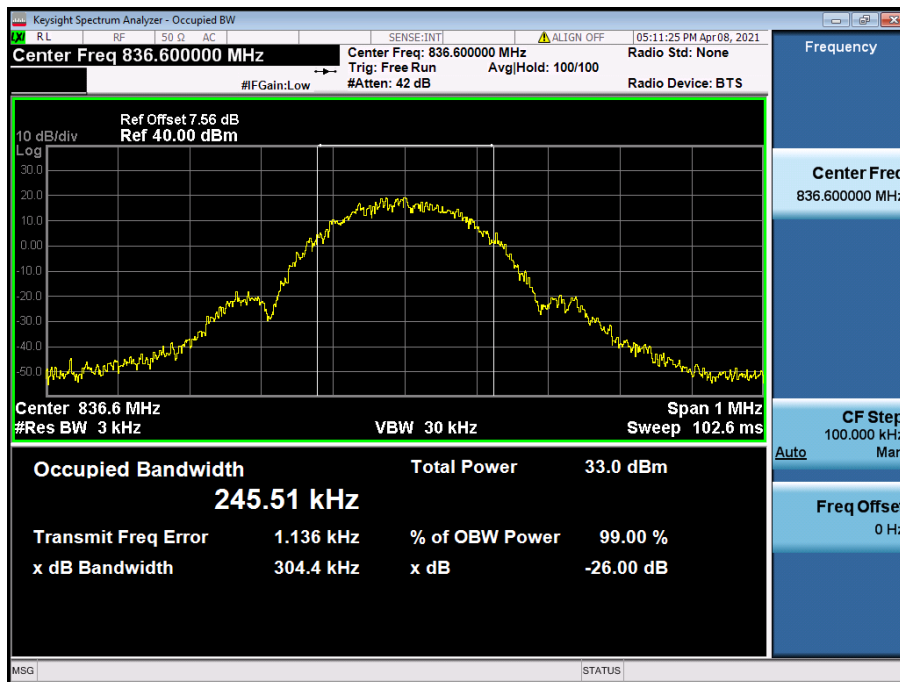 Keysight Spectrum Analyzer - Occupied BW
LXI RL RF 50 Ω AC SENSE:INT ALIGN OFF 05:11:25 PM Apr 08, 2021
Center Freq 836.600000 MHz
Center Freq: 836.600000 MHz Radio Std: None
Trig: Free Run Avg|Hold: 100/100
#IFGain:Low #Atten: 42 dB Radio Device: BTS
Ref Offset 7.56 dB
10 dB/div Ref 40.00 dBm
Log
30.0
20.0
10.0
0.00
-10.0
-20.0
-30.0
-40.0
-50.0
Center 836.6 MHz Span 1 MHz
#Res BW 3 kHz VBW 30 kHz Sweep 102.6 ms
Occupied Bandwidth Total Power 33.0 dBm
245.51 kHz
Transmit Freq Error 1.136 kHz % of OBW Power 99.00 %
x dB Bandwidth 304.4 kHz x dB -26.00 dB
MSG STATUS
Frequency
Center Freq
836.600000 MHz
CF Step
100.000 kHz
Auto Man
Freq Offset
0 Hz